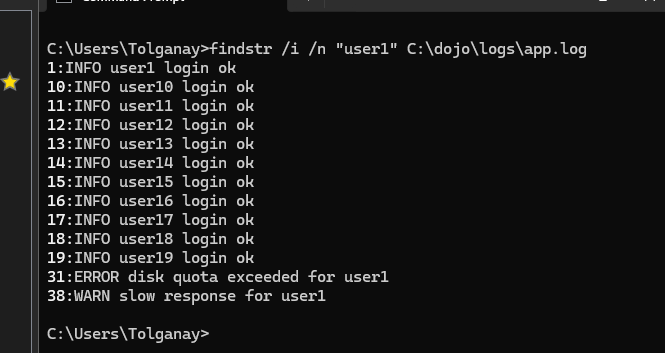 C:\Users\Tolganay>findstr /i /n "user1" C:\dojo\logs\app.log
1:INFO user1 login ok
10:INFO user10 login ok
11:INFO user11 login ok
12:INFO user12 login ok
13:INFO user13 login ok
14:INFO user14 login ok
15:INFO user15 login ok
16:INFO user16 login ok
17:INFO user17 login ok
18:INFO user18 login ok
19:INFO user19 login ok
31:ERROR disk quota exceeded for user1
38:WARN slow response for user1
C:\Users\Tolganay>